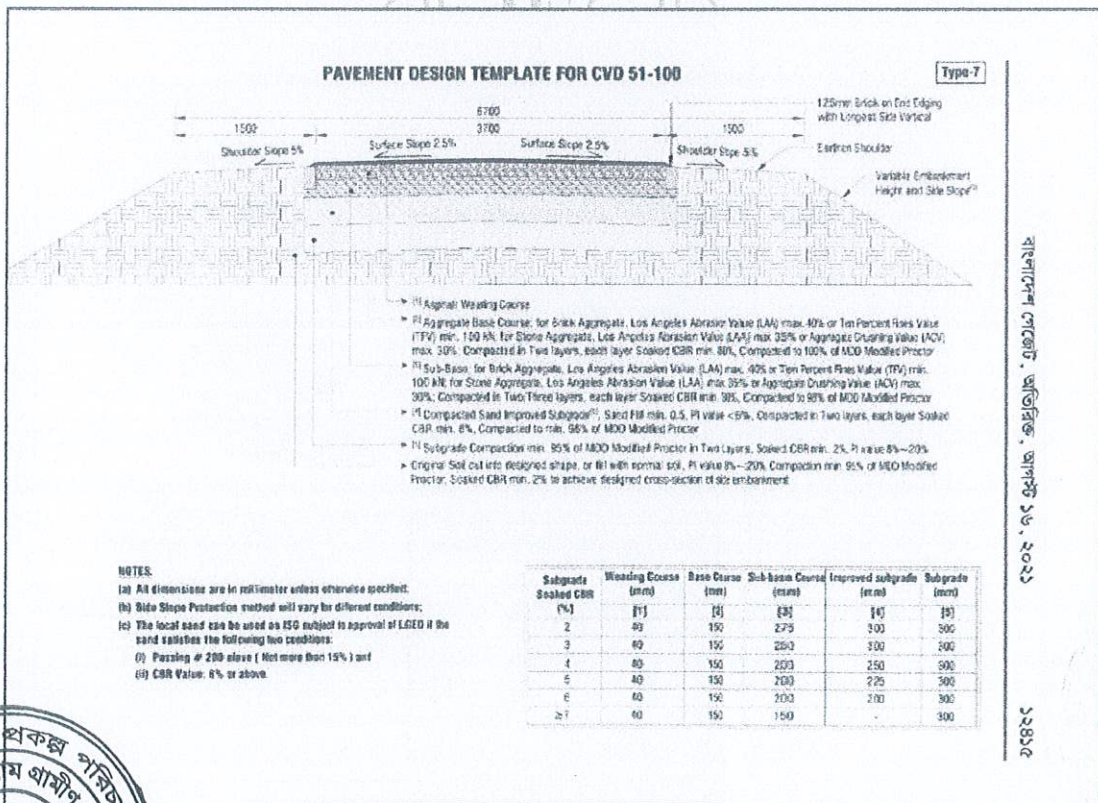 PAVEMENT DESIGN TEMPLATE FOR CVD 51-100
Type-7
6700
1500
3700
1500
Shoulder Slope 5%
Surface Slope 2.5%
Surface Slope 2.5%
Shoulder Slope 5%
125mm Brick on End Edging
with Longest Side Vertical
Earthen Shoulder
Variable Embankment
Height and Side Slope
[1] Asphalt Wearing Course
[2] Aggregate Base Course, for Brick Aggregate, Los Angeles Abrasion Value (LAA) max. 40% or Ten Percent Fines Value
(TFV) min. 100 kN; for Stone Aggregate, Los Angeles Abrasion Value (LAA) max 35% or Aggregate Crushing Value (ACV)
max. 30%; Compacted in Two layers, each layer Soaked CBR min. 80%, Compacted to 100% of MDD Modified Proctor
[3] Sub-Base; for Brick Aggregate, Los Angeles Abrasion Value (LAA) max. 40% or Ten Percent Fines Value (TFV) min.
100 kN; for Stone Aggregate, Los Angeles Abrasion Value (LAA) max 35% or Aggregate Crushing Value (ACV) max.
30%; Compacted in Two/Three layers, each layer Soaked CBR min. 30%, Compacted to 98% of MDD Modified Proctor
[4] Compacted Sand Improved Subgrade, Sand FM min. 0.5, PI value <6%, Compacted in Two layers, each layer Soaked
CBR min. 8%, Compacted to min. 98% of MDD Modified Proctor
[5] Subgrade Compaction min. 95% of MDD Modified Proctor in Two Layers, Soaked CBR min. 2%, PI value 8%~20%
Original Soil cut into designed shape, or fill with normal soil, PI value 8%~20%, Compaction min 95% of MDD Modified
Proctor, Soaked CBR min. 2% to achieve designed cross-section of side embankment
NOTES.
(a) All dimensions are in millimeter unless otherwise specified;
(b) Side Slope Protection method will vary for different conditions;
(c) The local sand can be used as ISG subject to approval of LGED if the
sand satisfies the following two conditions:
(i) Passing # 200 sieve ( Not more than 15% ) and
(ii) CBR Value: 8% or above.
Subgrade Soaked CBR (%) Wearing Course (mm) Base Course (mm) Sub-base Course (mm) Improved subgrade (mm) Subgrade (mm)
[1] [2] [3] [4] [5]
2 40 150 275 300 300
3 40 150 250 300 300
4 40 150 200 250 300
5 40 150 200 225 300
6 40 150 200 200 300
≥7 40 150 150 - 300
বাংলাদেশ গেজেট, অতিরিক্ত, আগস্ট ১৬, ২০২১
১২৪১৫
প্রকল্প
গ্রামীণ